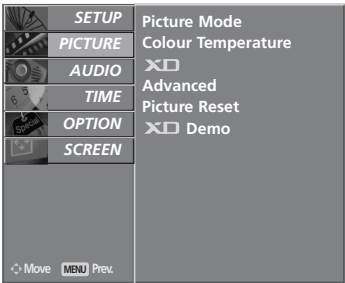 SETUP
PICTURE
AUDIO
TIME
OPTION
SCREEN
Move MENU Prev.
Picture Mode
Colour Temperature
XD
Advanced
Picture Reset
XD Demo